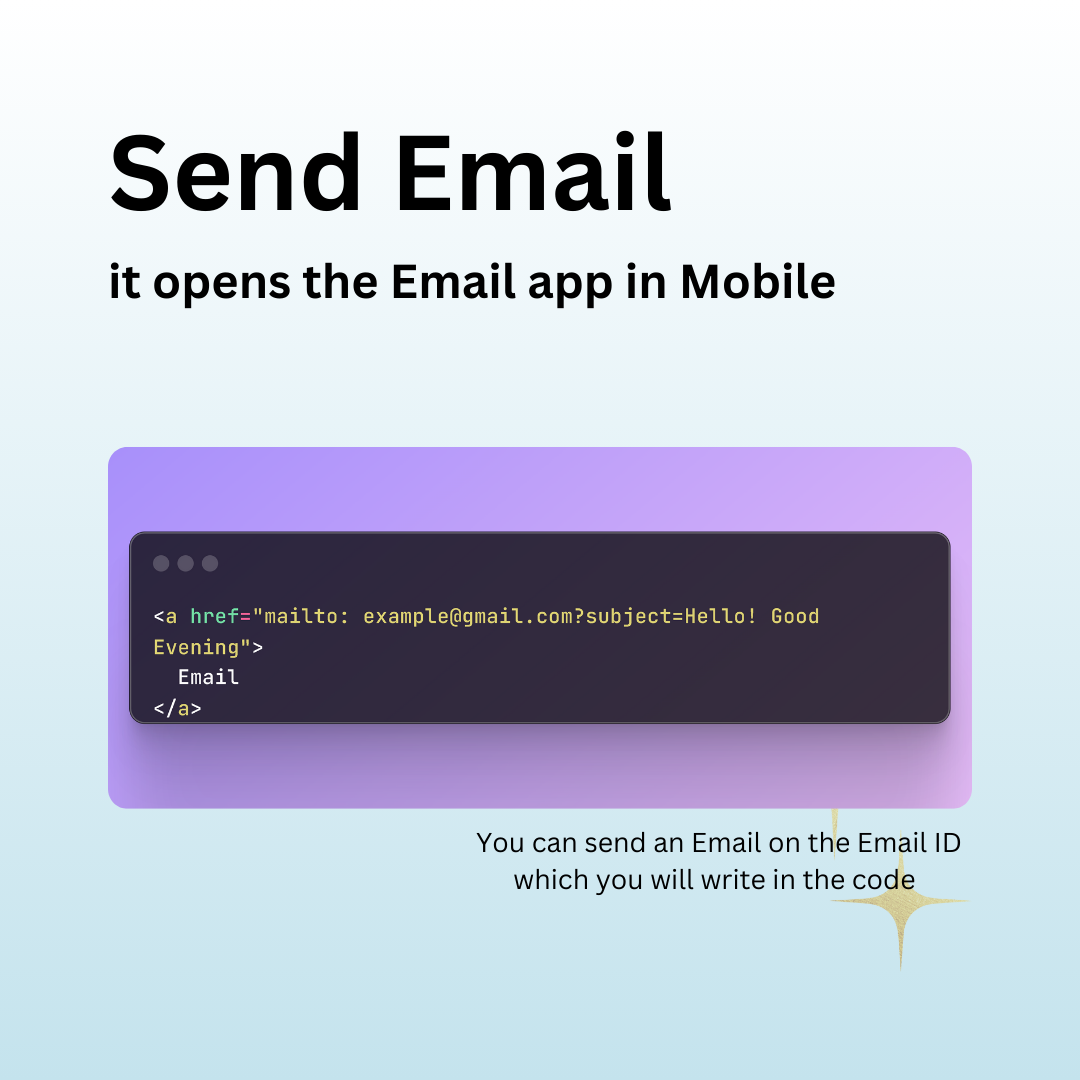 Send Email
it opens the Email app in Mobile
<a href="mailto: example@gmail.com?subject=Hello! Good
Evening">
  Email
</a>
You can send an Email on the Email ID
which you will write in the code